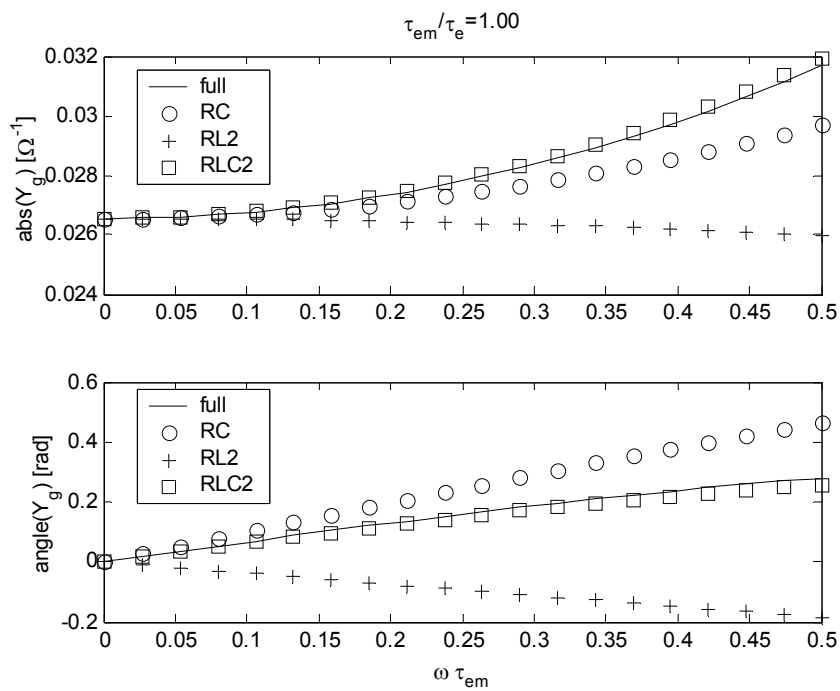 τem/τe=1.00
0.032
0.03
0.028
0.026
0.024
abs(Yg) [Ω-1]
full
RC
RL2
RLC2
0 0.05 0.1 0.15 0.2 0.25 0.3 0.35 0.4 0.45 0.5
0.6
0.4
0.2
0
-0.2
angle(Yg) [rad]
full
RC
RL2
RLC2
0 0.05 0.1 0.15 0.2 0.25 0.3 0.35 0.4 0.45 0.5
ω τem